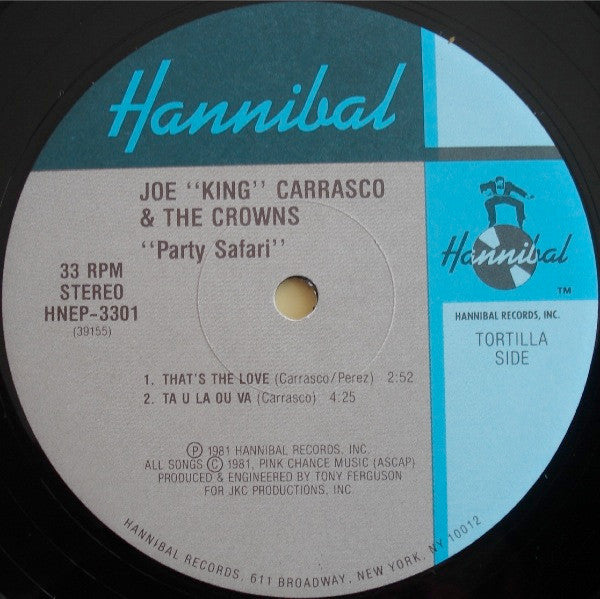 Hannibal
JOE "KING" CARRASCO
& THE CROWNS
"Party Safari"
33 RPM
STEREO
HNEP-3301
(39155)
Hannibal
TM
HANNIBAL RECORDS, INC.
TORTILLA
SIDE
1. THAT'S THE LOVE (Carrasco/Perez) 2:52
2. TA U LA OU VA (Carrasco) 4:25
Ⓟ 1981 HANNIBAL RECORDS, INC.
ALL SONGS © 1981, PINK CHANCE MUSIC (ASCAP)
PRODUCED & ENGINEERED BY TONY FERGUSON
FOR JKC PRODUCTIONS, INC.
HANNIBAL RECORDS, 611 BROADWAY, NEW YORK, NY 10012